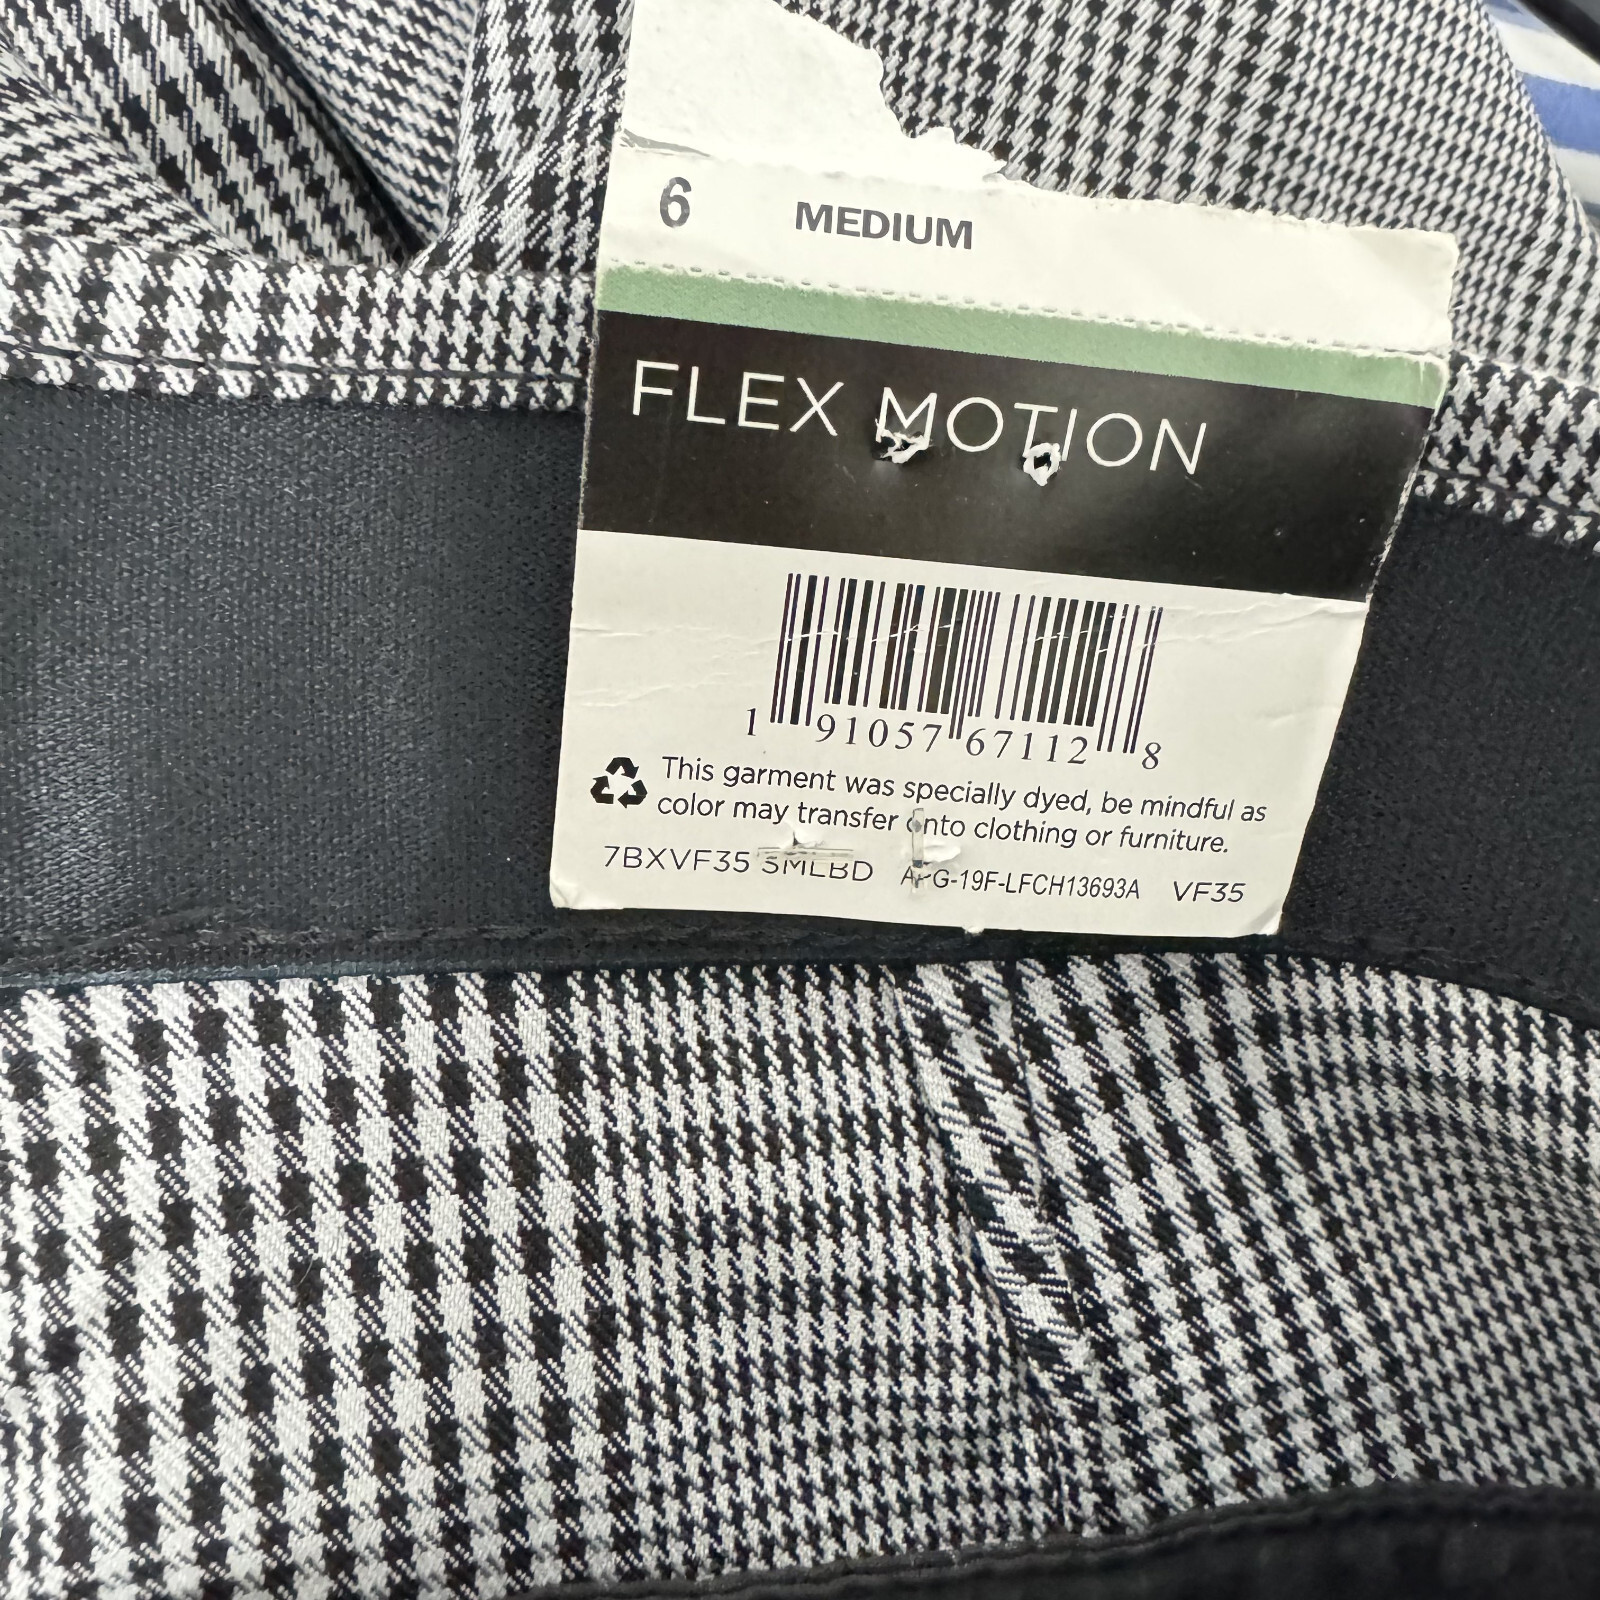 6 MEDIUM
FLEX MOTION
1 91057 67112 8
This garment was specially dyed, be mindful as
color may transfer onto clothing or furniture.
7BXVF35 SMLBD APG-19F-LFCH13693A VF35